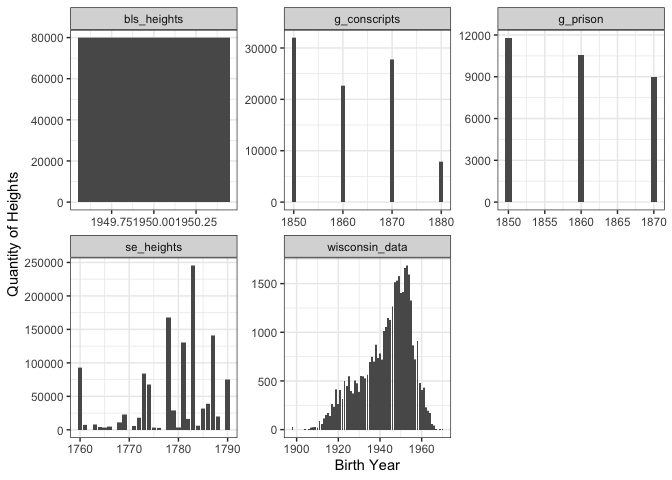 bls_heights g_conscripts g_prison
80000
60000
40000
20000
0
1949.75 1950.00 1950.25
30000
20000
10000
0
1850 1860 1870 1880
12000
9000
6000
3000
0
1850 1855 1860 1865 1870
Quantity of Heights
se_heights wisconsin_data
250000
200000
150000
100000
50000
0
1760 1770 1780 1790
1500
1000
500
0
1900 1920 1940 1960
Birth Year